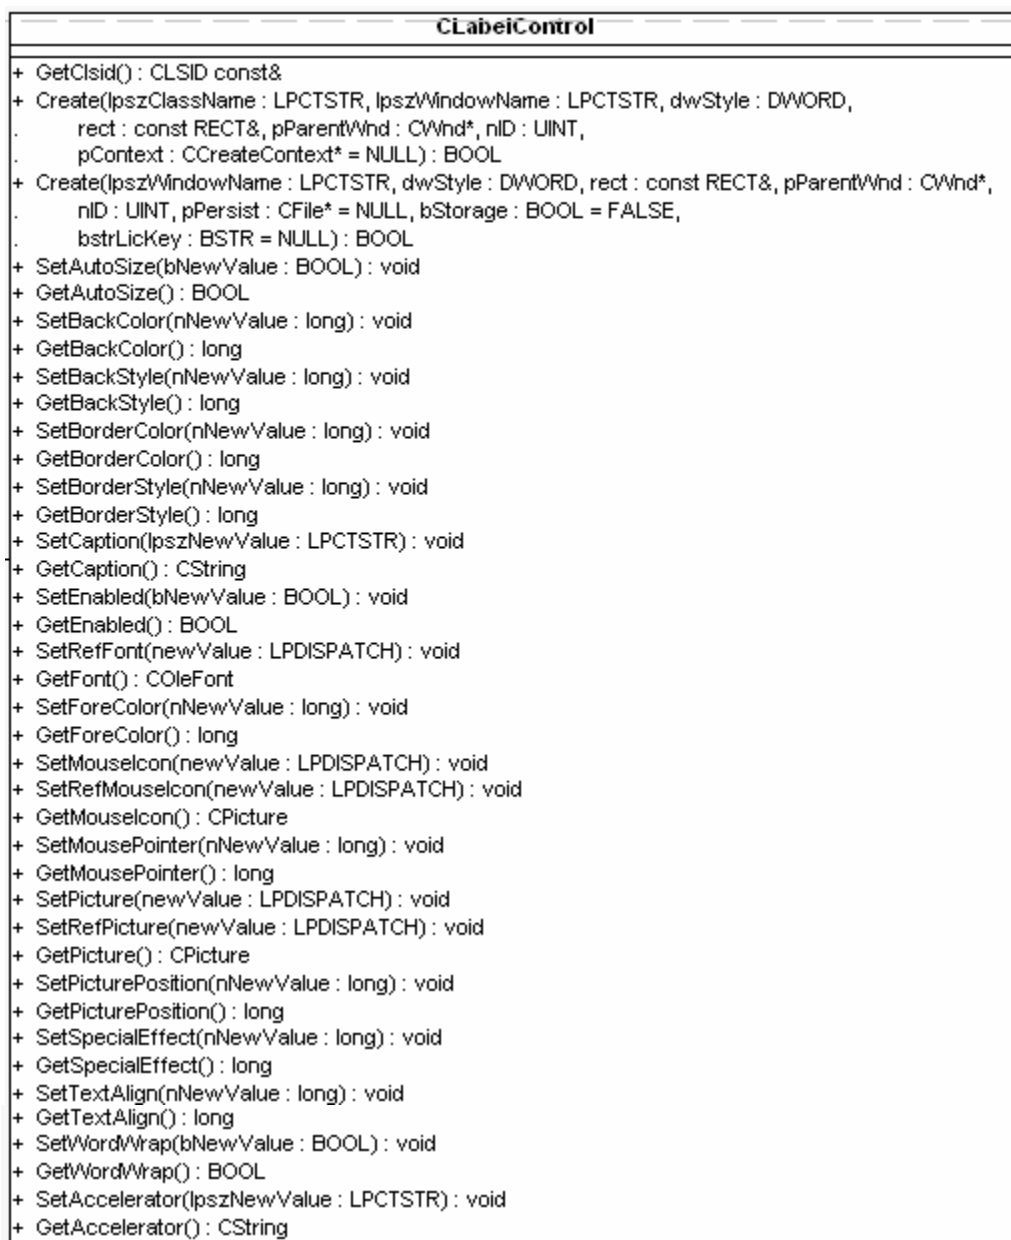 CLabelControl
+ GetClsid() : CLSID const&
+ Create(lpszClassName : LPCTSTR, lpszWindowName : LPCTSTR, dwStyle : DWORD,
. rect : const RECT&, pParentWnd : CWnd*, nID : UINT,
. pContext : CCreateContext* = NULL) : BOOL
+ Create(lpszWindowName : LPCTSTR, dwStyle : DWORD, rect : const RECT&, pParentWnd : CWnd*,
. nID : UINT, pPersist : CFile* = NULL, bStorage : BOOL = FALSE,
. bstrLicKey : BSTR = NULL) : BOOL
+ SetAutoSize(bNewValue : BOOL) : void
+ GetAutoSize() : BOOL
+ SetBackColor(nNewValue : long) : void
+ GetBackColor() : long
+ SetBackStyle(nNewValue : long) : void
+ GetBackStyle() : long
+ SetBorderColor(nNewValue : long) : void
+ GetBorderColor() : long
+ SetBorderStyle(nNewValue : long) : void
+ GetBorderStyle() : long
+ SetCaption(lpszNewValue : LPCTSTR) : void
+ GetCaption() : CString
+ SetEnabled(bNewValue : BOOL) : void
+ GetEnabled() : BOOL
+ SetRefFont(newValue : LPDISPATCH) : void
+ GetFont() : COleFont
+ SetForeColor(nNewValue : long) : void
+ GetForeColor() : long
+ SetMouseIcon(newValue : LPDISPATCH) : void
+ SetRefMouseIcon(newValue : LPDISPATCH) : void
+ GetMouseIcon() : CPicture
+ SetMousePointer(nNewValue : long) : void
+ GetMousePointer() : long
+ SetPicture(newValue : LPDISPATCH) : void
+ SetRefPicture(newValue : LPDISPATCH) : void
+ GetPicture() : CPicture
+ SetPicturePosition(nNewValue : long) : void
+ GetPicturePosition() : long
+ SetSpecialEffect(nNewValue : long) : void
+ GetSpecialEffect() : long
+ SetTextAlign(nNewValue : long) : void
+ GetTextAlign() : long
+ SetWordWrap(bNewValue : BOOL) : void
+ GetWordWrap() : BOOL
+ SetAccelerator(lpszNewValue : LPCTSTR) : void
+ GetAccelerator() : CString